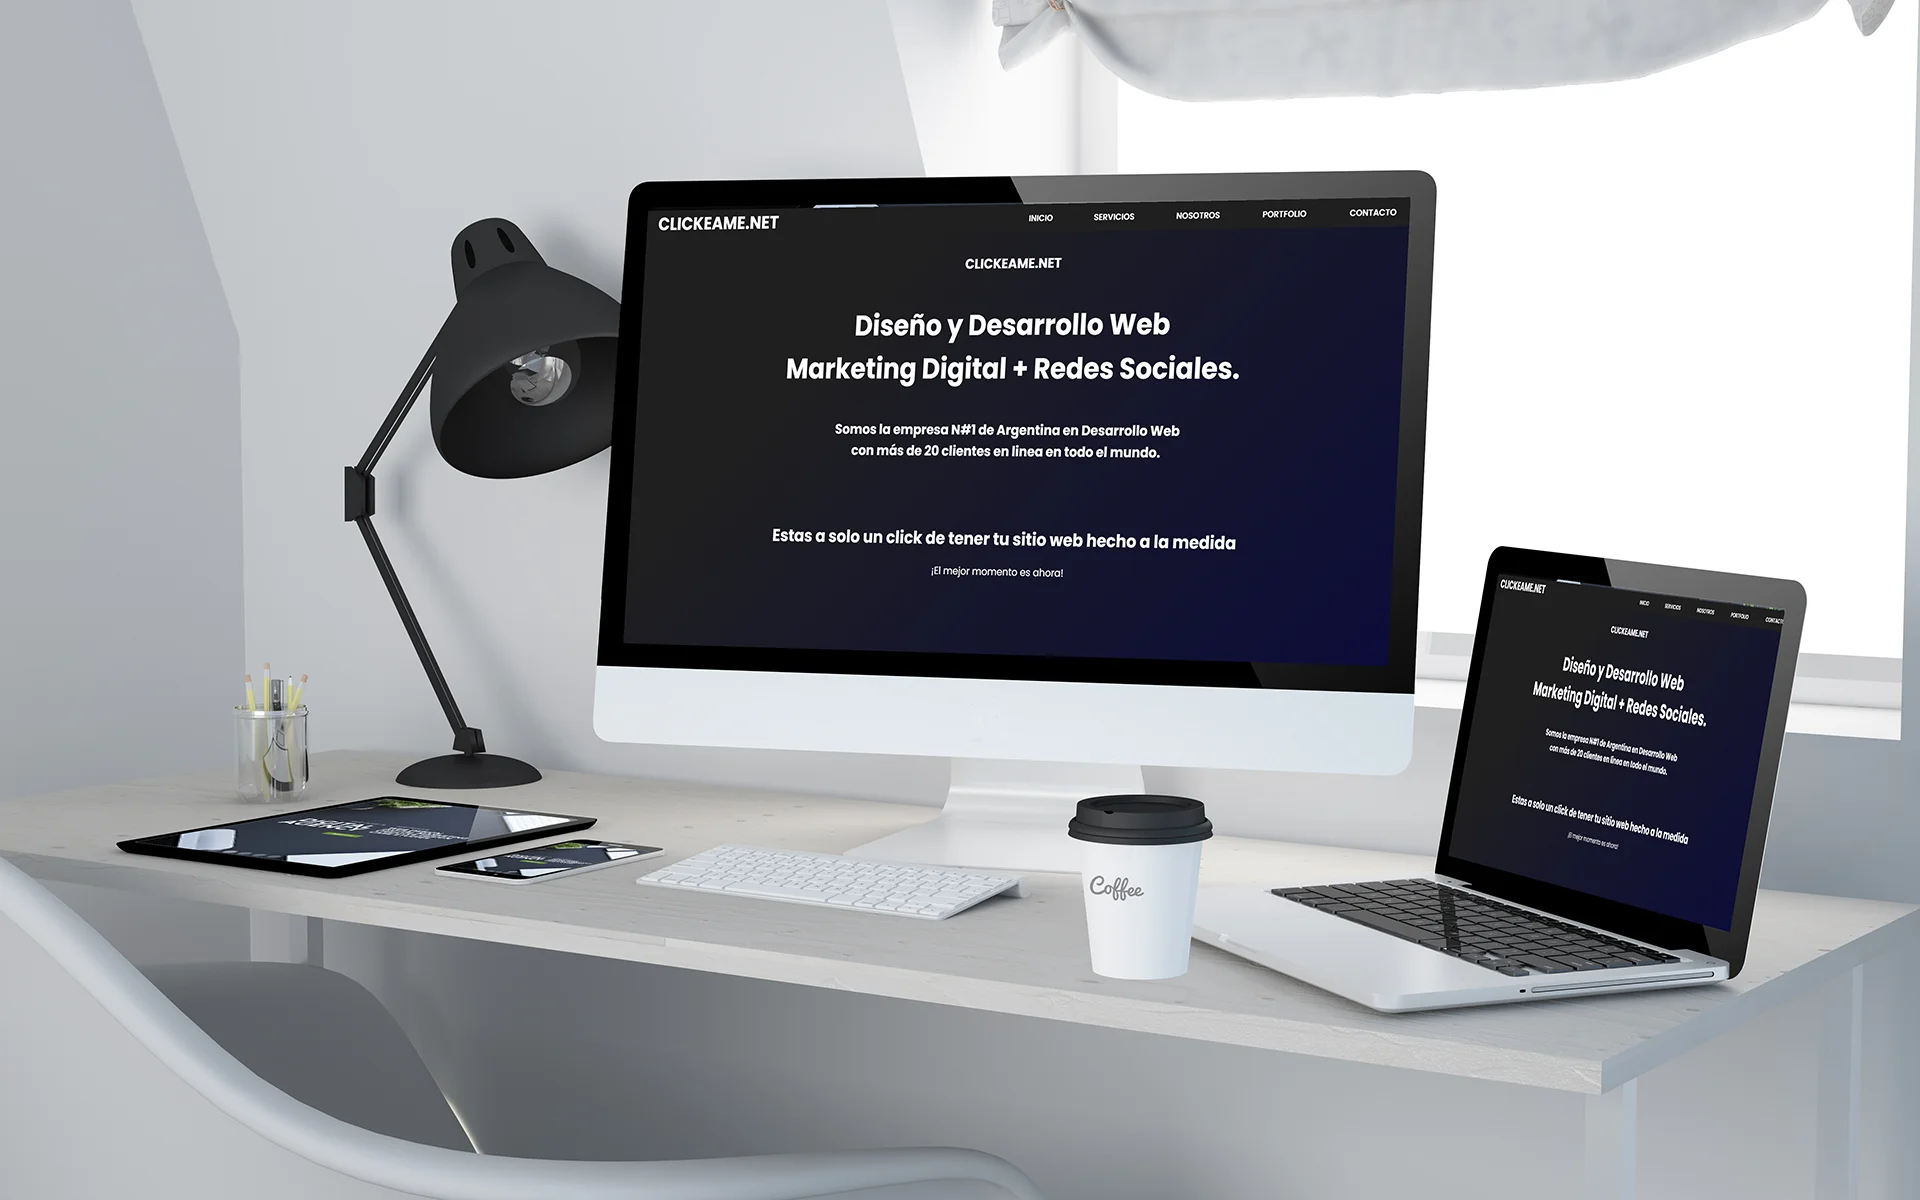 CLICKEAME.NET
INICIO SERVICIOS NOSOTROS PORTFOLIO CONTACTO
CLICKEAME.NET
Diseño y Desarrollo Web
Marketing Digital + Redes Sociales.
Somos la empresa N#1 de Argentina en Desarrollo Web
con más de 20 clientes en linea en todo el mundo.
Estas a solo un click de tener tu sitio web hecho a la medida
¡El mejor momento es ahora!
CLICKEAME.NET
INICIO SERVICIOS NOSOTROS PORTFOLIO CONTACTO
CLICKEAME.NET
Diseño y Desarrollo Web
Marketing Digital + Redes Sociales.
Somos la empresa N#1 de Argentina en Desarrollo Web
con más de 20 clientes en linea en todo el mundo.
Estas a solo un click de tener tu sitio web hecho a la medida
¡El mejor momento es ahora!
DIGITAL
AGENCY
Coffee